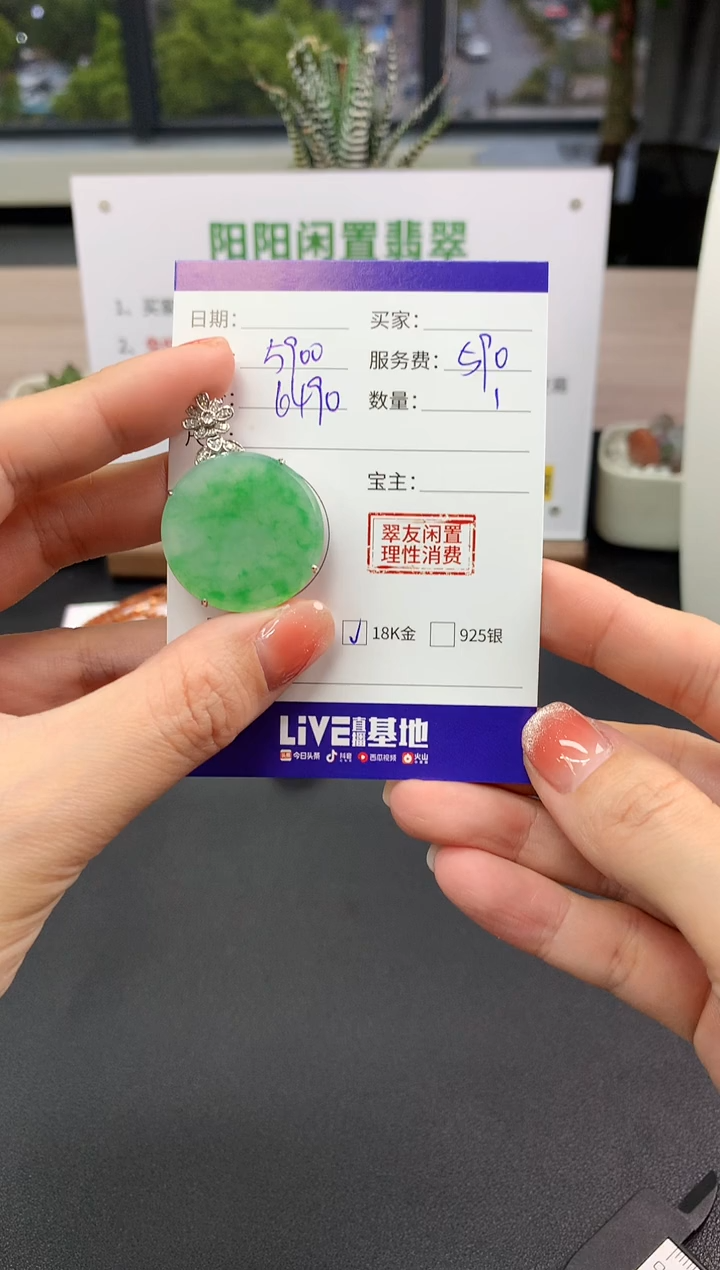 阳阳闲置翡翠
1、买
2、
日期: 买家:
5900 服务费: 590
6490 数量: 1
宝主:
翠友闲置
理性消费
✓ 18K金 925银
LiVE直播基地
今日头条 抖音 西瓜视频 火山